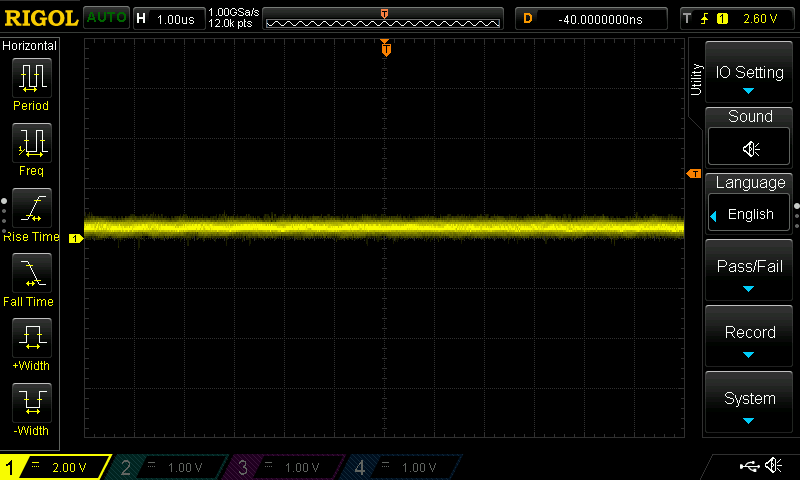 RIGOL AUTO H 1.00us 1.00GSa/s 12.0k pts T D -40.0000000ns T 1 2.60 V
Horizontal
Period
Freq
Rise Time
Fall Time
+Width
-Width
T
T
1
Utility
IO Setting
Sound
Language
English
Pass/Fail
Record
System
1 2.00 V 2 1.00 V 3 1.00 V 4 1.00 V